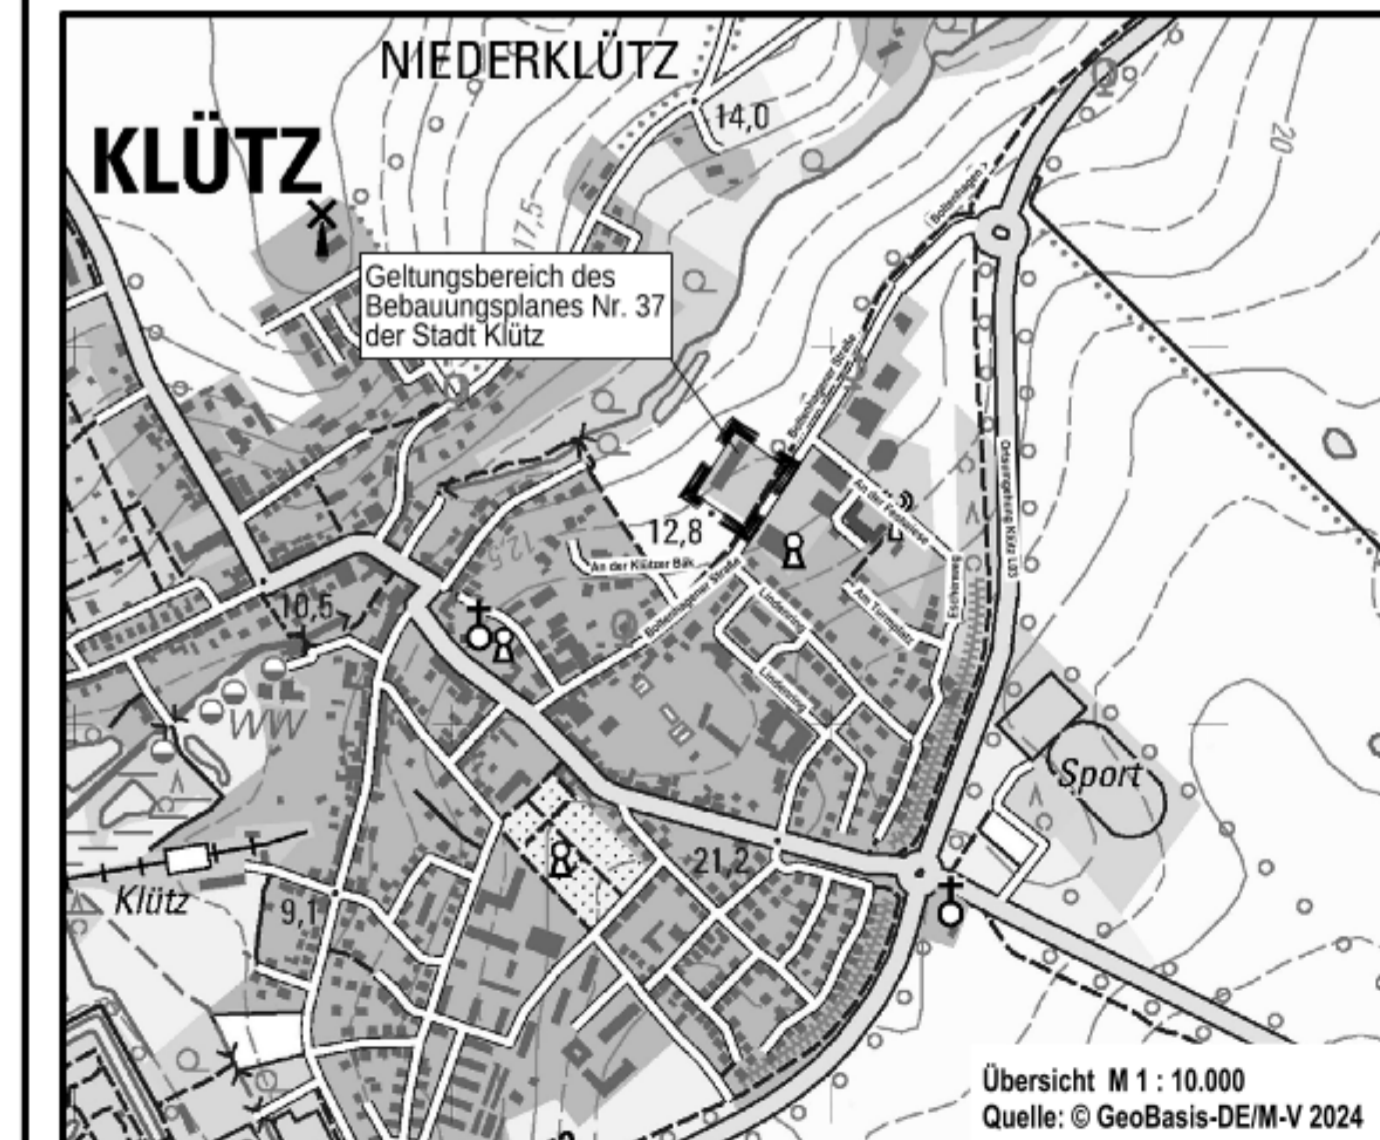 NIEDERKLÜTZ
KLÜTZ
14,0
20
17,5
(Boltenhagen)
Geltungsbereich des
Bebauungsplanes Nr. 37
der Stadt Klütz
Boltenhagener Straße
Ortsumgehung Klütz L03
An der Festwiese
12,8
12,5
An der Klützer Bäk
Boltenhagener Straße
Lindenring
Am Turmplatz
10,5
Lindenring
WW
Sport
21,2
Klütz
9,1
Übersicht M 1 : 10.000
Quelle: © GeoBasis-DE/M-V 2024